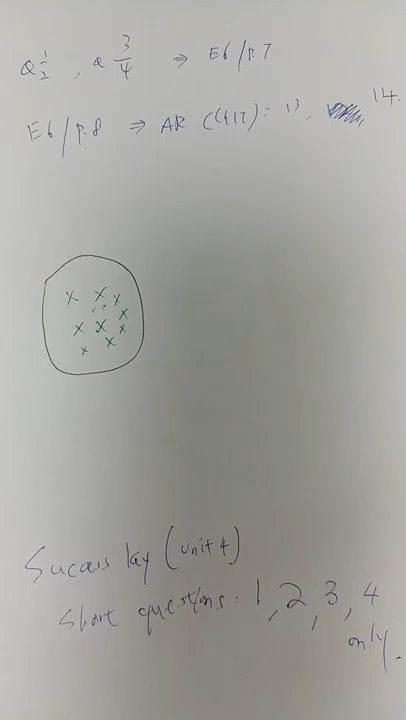 Q 1/2 , Q 3/4 ⇒ E6/P.7
E6/P.8 ⇒ AR (C417) = 13, 14.
X X X
X
X X X
X X
Success key (unit 4)
Short questions: 1, 2, 3, 4
only.